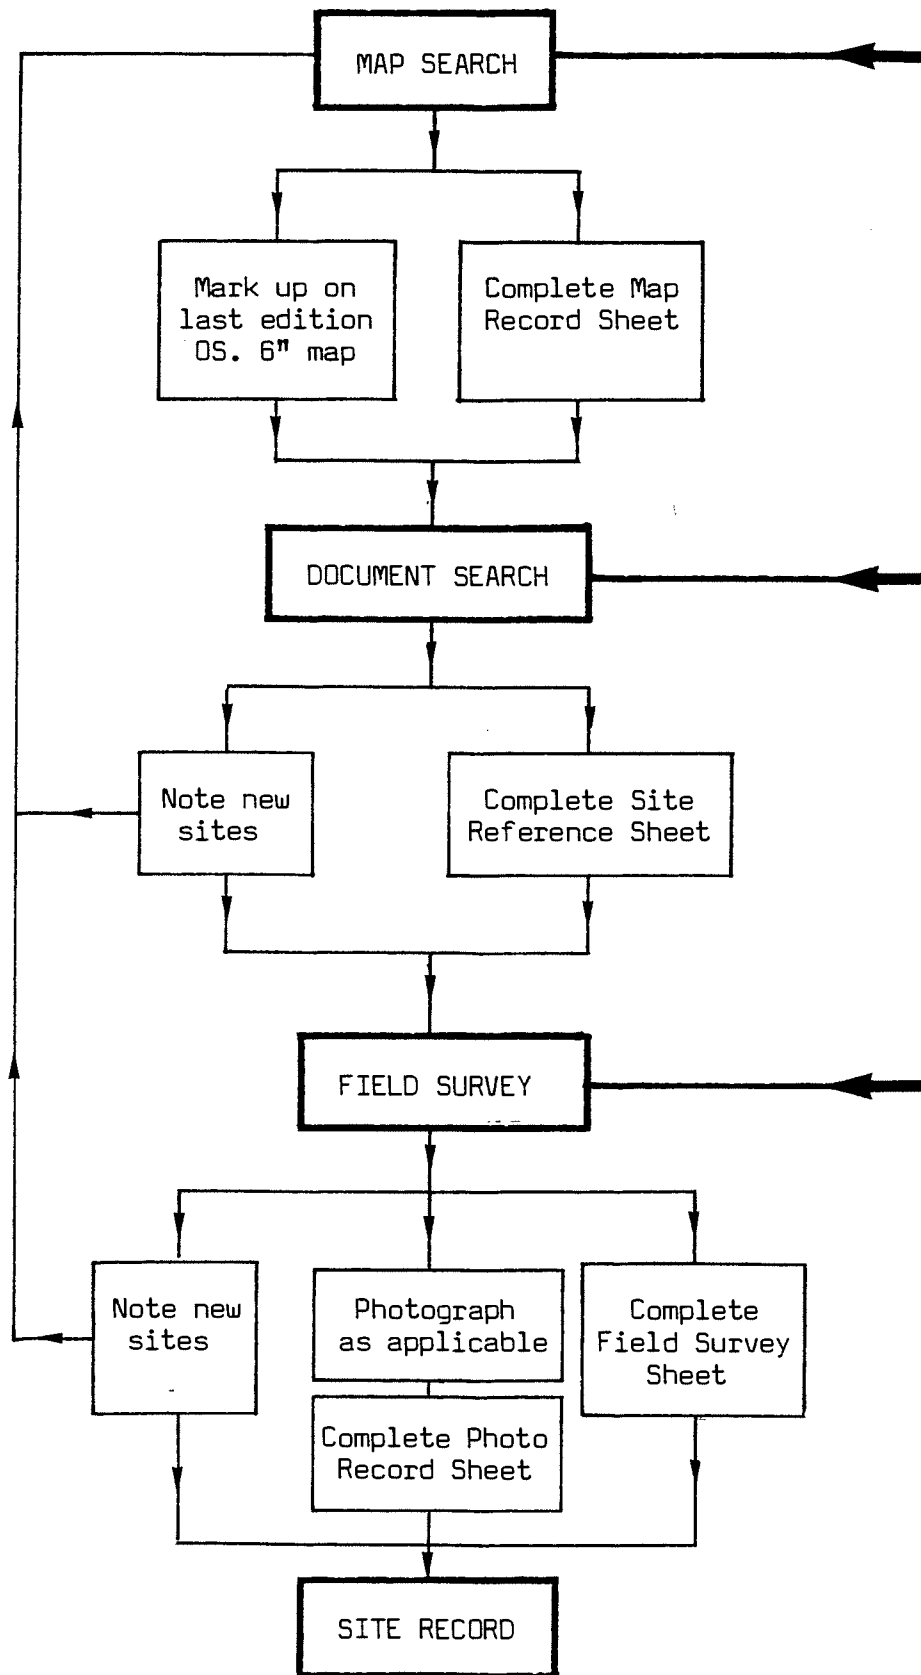 MAP SEARCH
Mark up on
last edition
OS. 6" map
Complete Map
Record Sheet
DOCUMENT SEARCH
Note new
sites
Complete Site
Reference Sheet
FIELD SURVEY
Note new
sites
Photograph
as applicable
Complete Photo
Record Sheet
Complete
Field Survey
Sheet
SITE RECORD